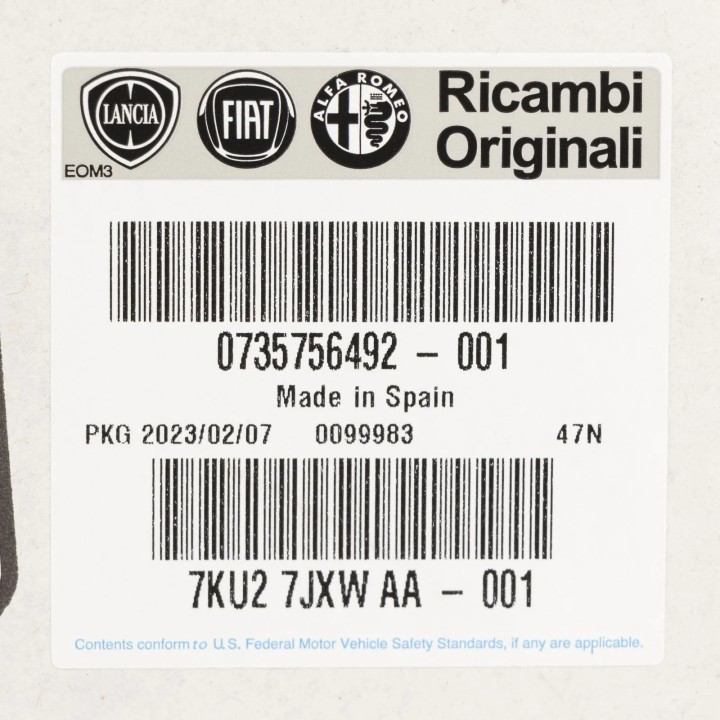 LANCIA FIAT ALFA ROMEO Ricambi
Originali
EOM3
0735756492 - 001
Made in Spain
PKG 2023/02/07 0099983 47N
7KU2 7JXW AA - 001
Contents conform to U.S. Federal Motor Vehicle Safety Standards, if any are applicable.